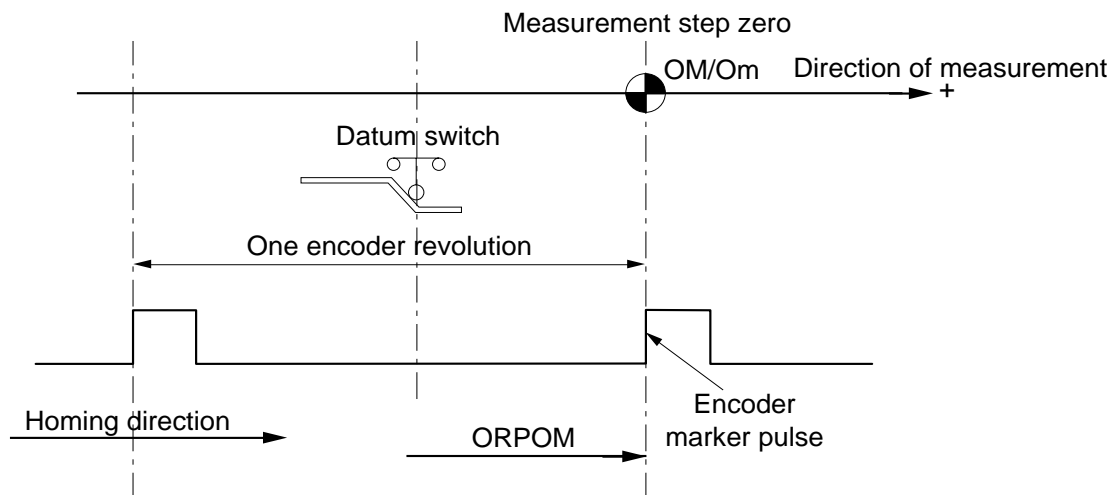 Measurement step zero
OM/Om
Direction of measurement
+
Datum switch
One encoder revolution
Encoder
marker pulse
Homing direction
ORPOM